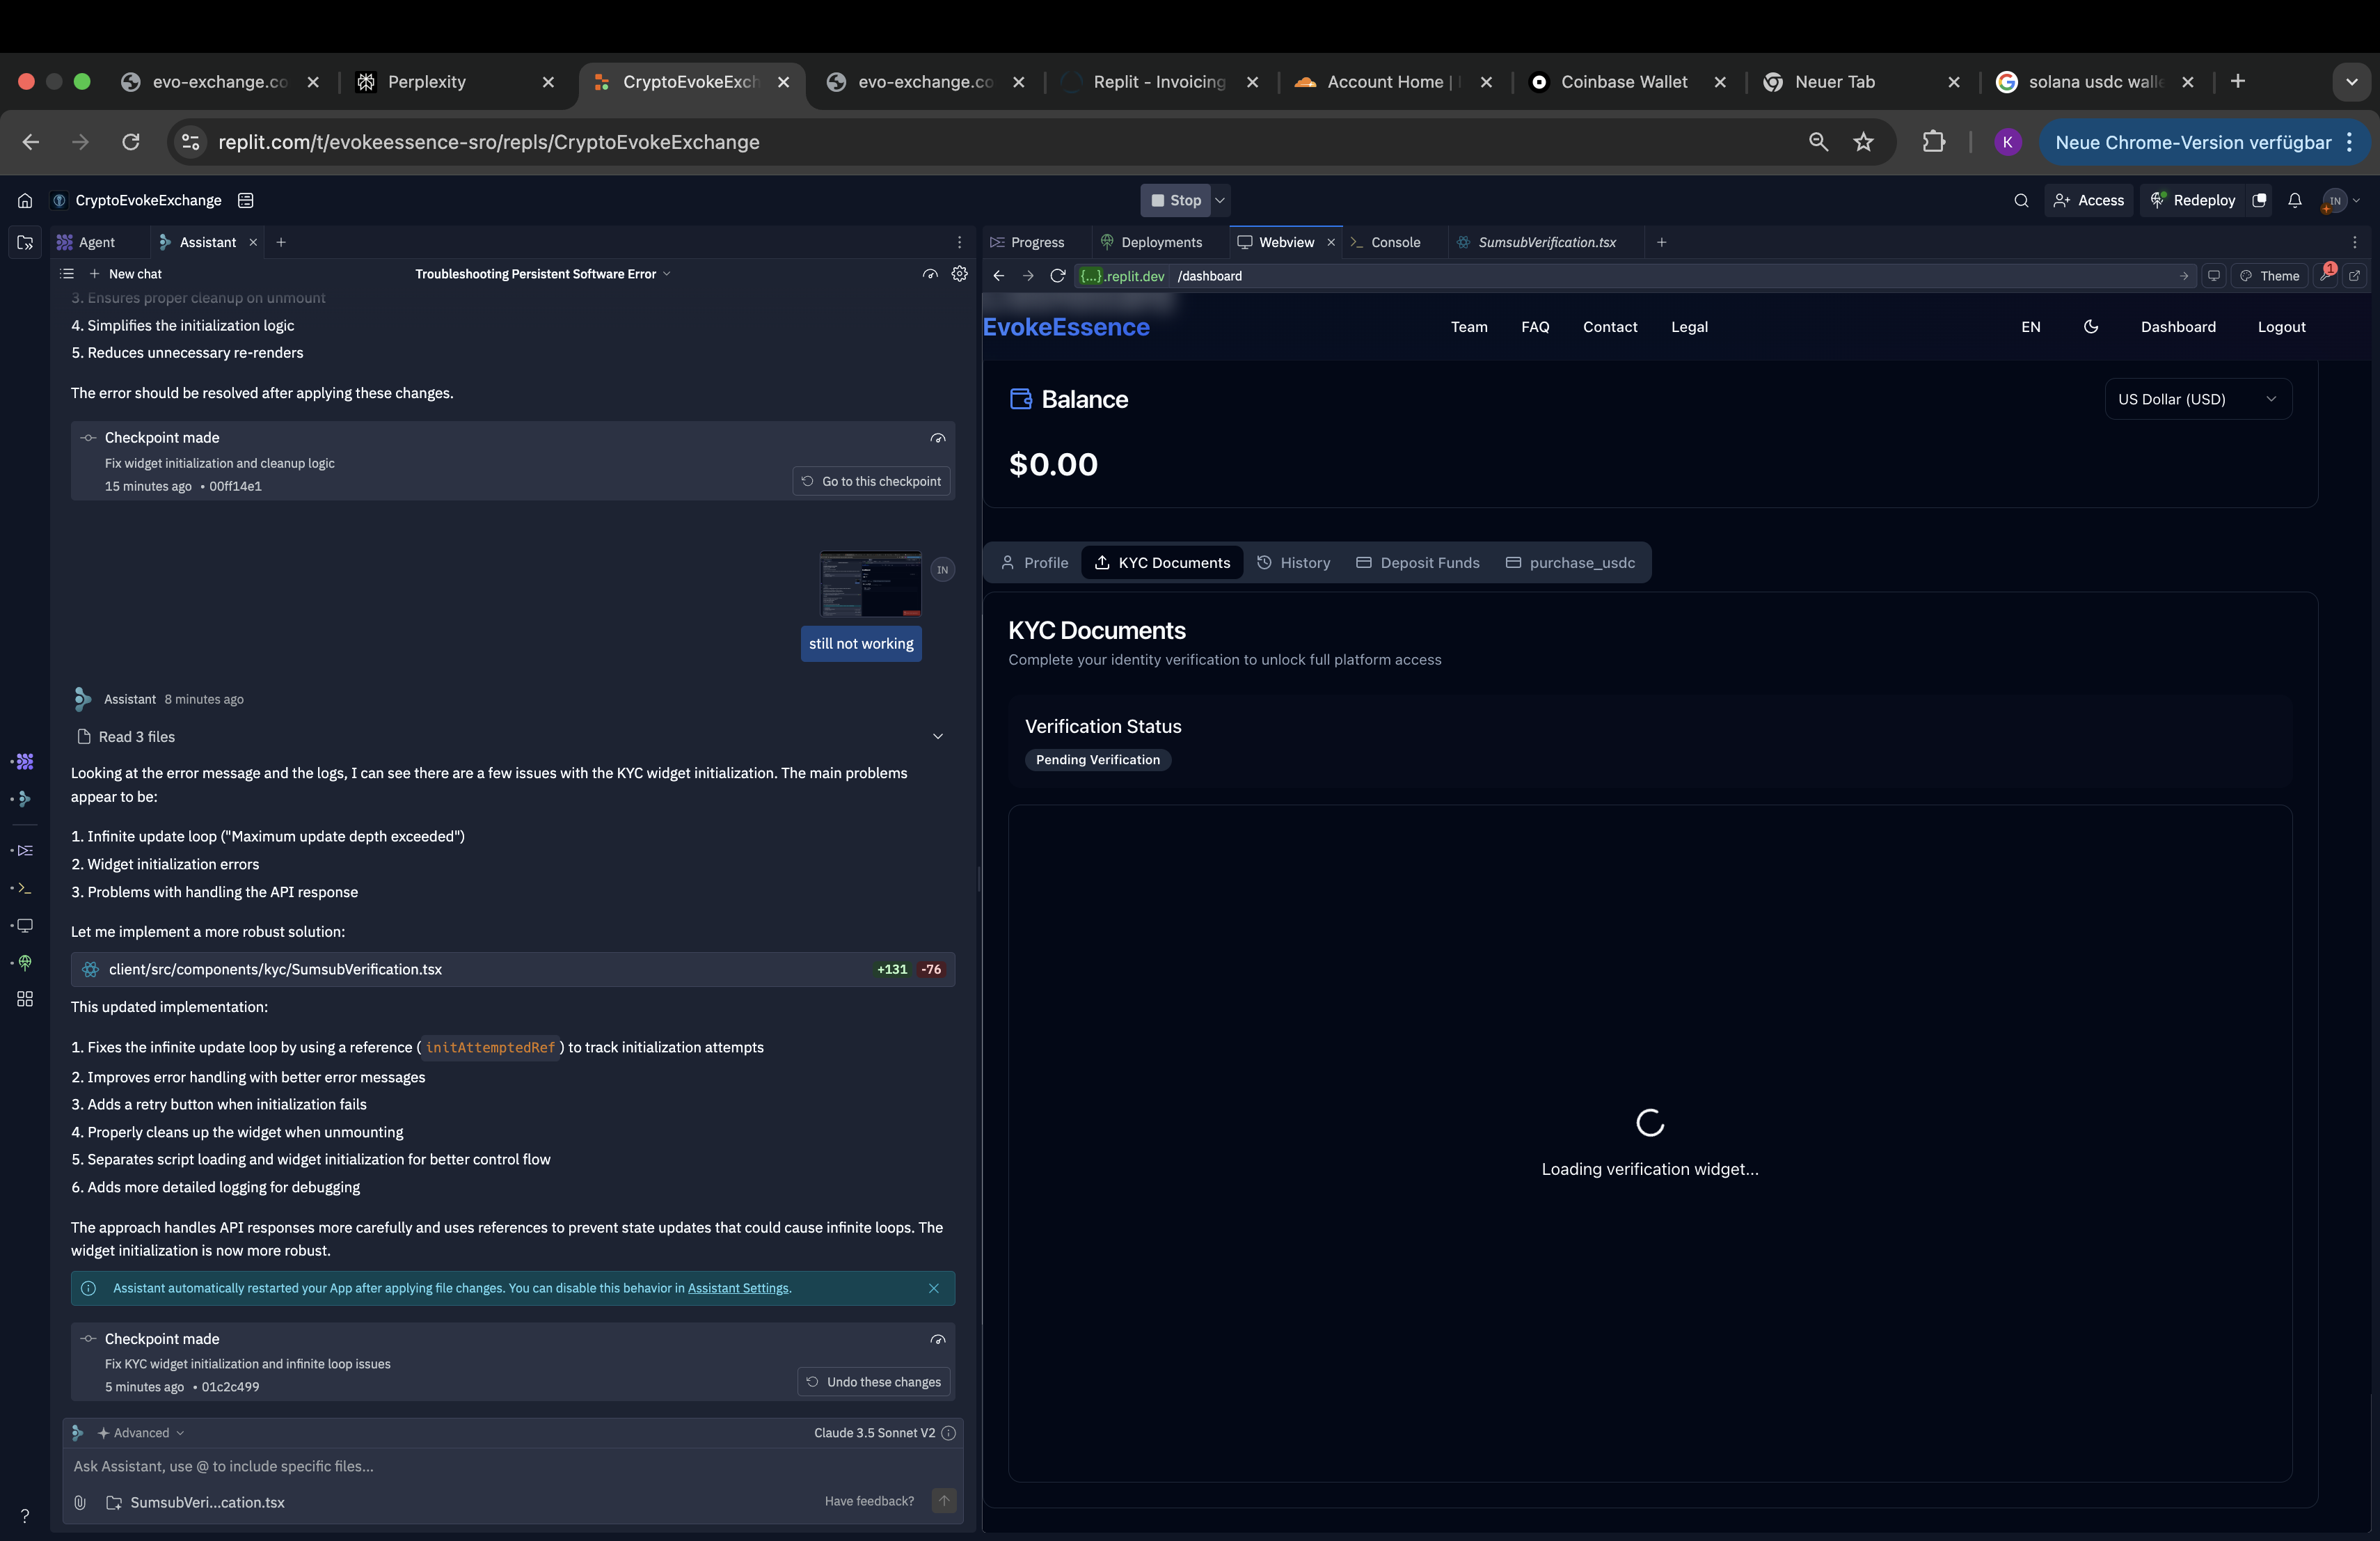 evo-exchange.co
Perplexity
CryptoEvokeExch
evo-exchange.co
Replit - Invoicing
Account Home |
Coinbase Wallet
Neuer Tab
solana usdc walle
replit.com/t/evokeessence-sro/repls/CryptoEvokeExchange
K
Neue Chrome-Version verfügbar
CryptoEvokeExchange
Stop
Access
Redeploy
IN
Agent
Assistant
New chat
Troubleshooting Persistent Software Error
3. Ensures proper cleanup on unmount
4. Simplifies the initialization logic
5. Reduces unnecessary re-renders
The error should be resolved after applying these changes.
Checkpoint made
Fix widget initialization and cleanup logic
15 minutes ago • 00ff14e1
Go to this checkpoint
IN
still not working
Assistant 8 minutes ago
Read 3 files
Looking at the error message and the logs, I can see there are a few issues with the KYC widget initialization. The main problems
appear to be:
1. Infinite update loop ("Maximum update depth exceeded")
2. Widget initialization errors
3. Problems with handling the API response
Let me implement a more robust solution:
client/src/components/kyc/SumsubVerification.tsx
+131 -76
This updated implementation:
1. Fixes the infinite update loop by using a reference ( initAttemptedRef ) to track initialization attempts
2. Improves error handling with better error messages
3. Adds a retry button when initialization fails
4. Properly cleans up the widget when unmounting
5. Separates script loading and widget initialization for better control flow
6. Adds more detailed logging for debugging
The approach handles API responses more carefully and uses references to prevent state updates that could cause infinite loops. The
widget initialization is now more robust.
Assistant automatically restarted your App after applying file changes. You can disable this behavior in Assistant Settings.
Checkpoint made
Fix KYC widget initialization and infinite loop issues
5 minutes ago • 01c2c499
Undo these changes
Advanced
Claude 3.5 Sonnet V2
Ask Assistant, use @ to include specific files...
SumsubVeri...cation.tsx
Have feedback?
Progress
Deployments
Webview
Console
SumsubVerification.tsx
{...}.replit.dev /dashboard
Theme
1
EvokeEssence
Team
FAQ
Contact
Legal
EN
Dashboard
Logout
Balance
US Dollar (USD)
$0.00
Profile
KYC Documents
History
Deposit Funds
purchase_usdc
KYC Documents
Complete your identity verification to unlock full platform access
Verification Status
Pending Verification
Loading verification widget...